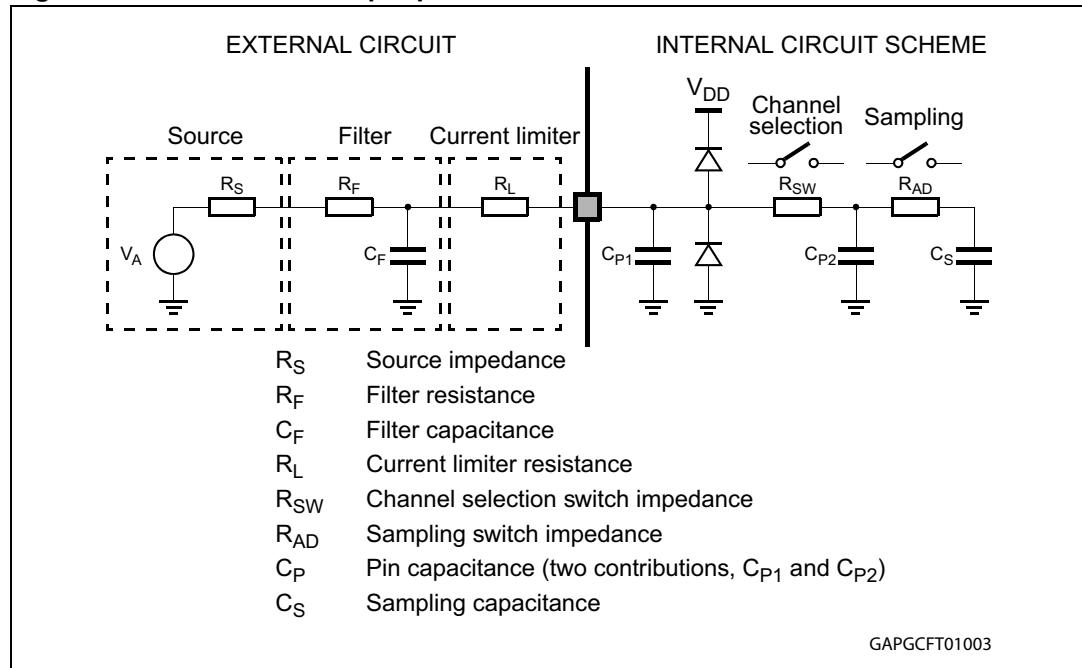 EXTERNAL CIRCUIT
INTERNAL CIRCUIT SCHEME
VDD
Channel
selection
Sampling
Source
Filter
Current limiter
RS
RF
RL
RSW
RAD
VA
CF
CP1
CP2
CS
RS Source impedance
RF Filter resistance
CF Filter capacitance
RL Current limiter resistance
RSW Channel selection switch impedance
RAD Sampling switch impedance
CP Pin capacitance (two contributions, CP1 and CP2)
CS Sampling capacitance
GAPGCFT01003